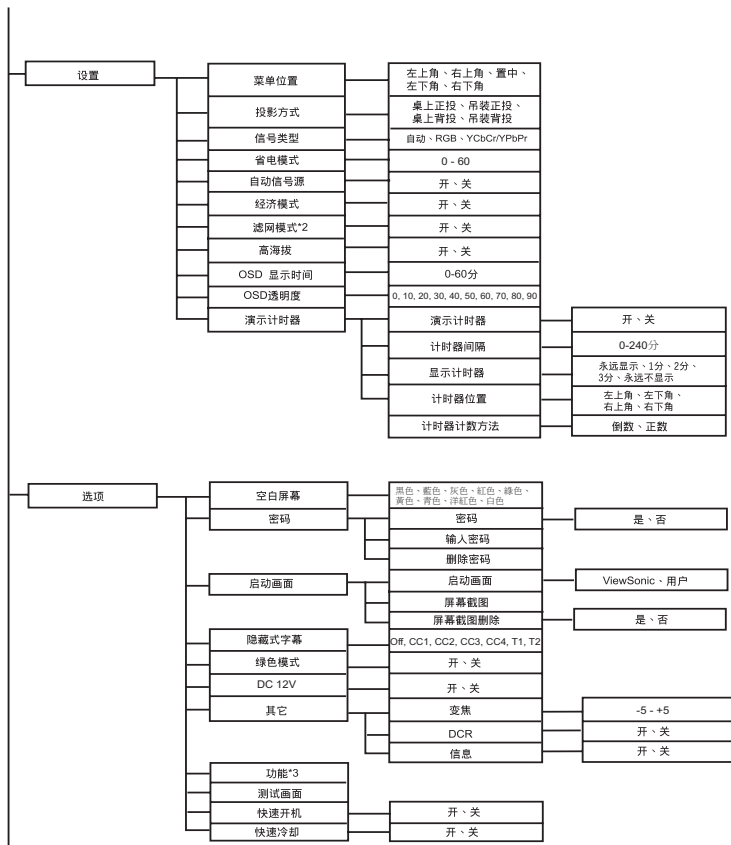 设置
菜单位置
左上角、右上角、置中、
左下角、右下角
投影方式
桌上正投、吊装正投、
桌上背投、吊装背投
信号类型
自动、RGB、YCbCr/YPbPr
省电模式
0 - 60
自动信号源
开、关
经济模式
开、关
滤网模式*2
开、关
高海拔
开、关
OSD 显示时间
0-60分
OSD透明度
0, 10, 20, 30, 40, 50, 60, 70, 80, 90
演示计时器
演示计时器
开、关
计时器间隔
0-240分
显示计时器
永远显示、1分、2分、
3分、永远不显示
计时器位置
左上角、左下角、
右上角、右下角
计时器计数方法
倒数、正数
选项
空白屏幕
黑色、藍色、灰色、紅色、綠色、
黃色、青色、洋紅色、白色
密码
密码
是、否
输人密码
删除密码
启动画面
启动画面
ViewSonic、用户
屏幕截图
屏幕截图删除
是、否
隐藏式字幕
Off, CC1, CC2, CC3, CC4, T1, T2
绿色模式
开、关
DC 12V
开、关
其它
变焦
-5 - +5
DCR
开、关
信息
开、关
功能*3
测试画面
快速开机
开、关
快速冷却
开、关